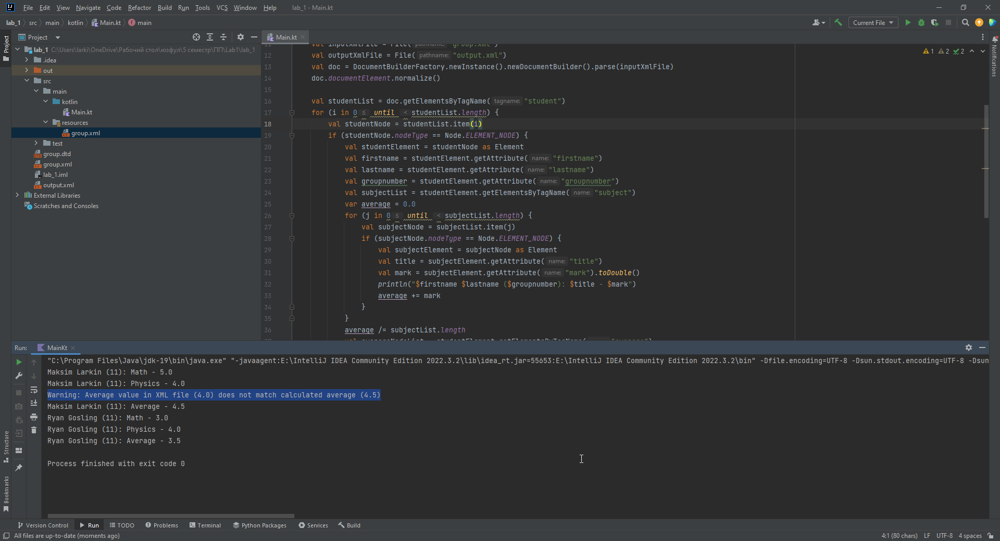 File Edit View Navigate Code Refactor Build Run Tools VCS Window Help lab_1 - Main.kt
lab_1 src main kotlin Main.kt main
Current File
Project
Project
lab_1 C:\Users\larki\OneDrive\Рабочий стол\юзфул\5 семестр\ПП\Lab1\lab_1
.idea
out
src
main
kotlin
Main.kt
resources
group.xml
test
group.dtd
group.xml
lab_1.iml
output.xml
External Libraries
Scratches and Consoles
Main.kt
1 2 2
Notifications
12 val outputXmlFile = File( pathname: "output.xml")
13 val doc = DocumentBuilderFactory.newInstance().newDocumentBuilder().parse(inputXmlFile)
14 doc.documentElement.normalize()
15
16 val studentList = doc.getElementsByTagName( tagname: "student")
17 for (i in 0 ≤ until < studentList.length) {
18 val studentNode = studentList.item(i)
19 if (studentNode.nodeType == Node.ELEMENT_NODE) {
20 val studentElement = studentNode as Element
21 val firstname = studentElement.getAttribute( name: "firstname")
22 val lastname = studentElement.getAttribute( name: "lastname")
23 val groupnumber = studentElement.getAttribute( name: "groupnumber")
24 val subjectList = studentElement.getElementsByTagName( name: "subject")
25 var average = 0.0
26 for (j in 0 ≤ until < subjectList.length) {
27 val subjectNode = subjectList.item(j)
28 if (subjectNode.nodeType == Node.ELEMENT_NODE) {
29 val subjectElement = subjectNode as Element
30 val title = subjectElement.getAttribute( name: "title")
31 val mark = subjectElement.getAttribute( name: "mark").toDouble()
32 println("$firstname $lastname ($groupnumber): $title - $mark")
33 average += mark
34 }
35 }
36 average /= subjectList.length
Run: MainKt
"C:\Program Files\Java\jdk-19\bin\java.exe" "-javaagent:E:\IntelliJ IDEA Community Edition 2022.3.2\lib\idea_rt.jar=55653:E:\IntelliJ IDEA Community Edition 2022.3.2\bin" -Dfile.encoding=UTF-8 -Dsun.stdout.encoding=UTF-8 -Dsun
Maksim Larkin (11): Math - 5.0
Maksim Larkin (11): Physics - 4.0
Warning: Average value in XML file (4.0) does not match calculated average (4.5)
Maksim Larkin (11): Average - 4.5
Ryan Gosling (11): Math - 3.0
Ryan Gosling (11): Physics - 4.0
Ryan Gosling (11): Average - 3.5
Process finished with exit code 0
Structure
Bookmarks
Version Control Run TODO Problems Terminal Python Packages Services Build
All files are up-to-date (moments ago) 4:1 (80 chars) LF UTF-8 4 spaces